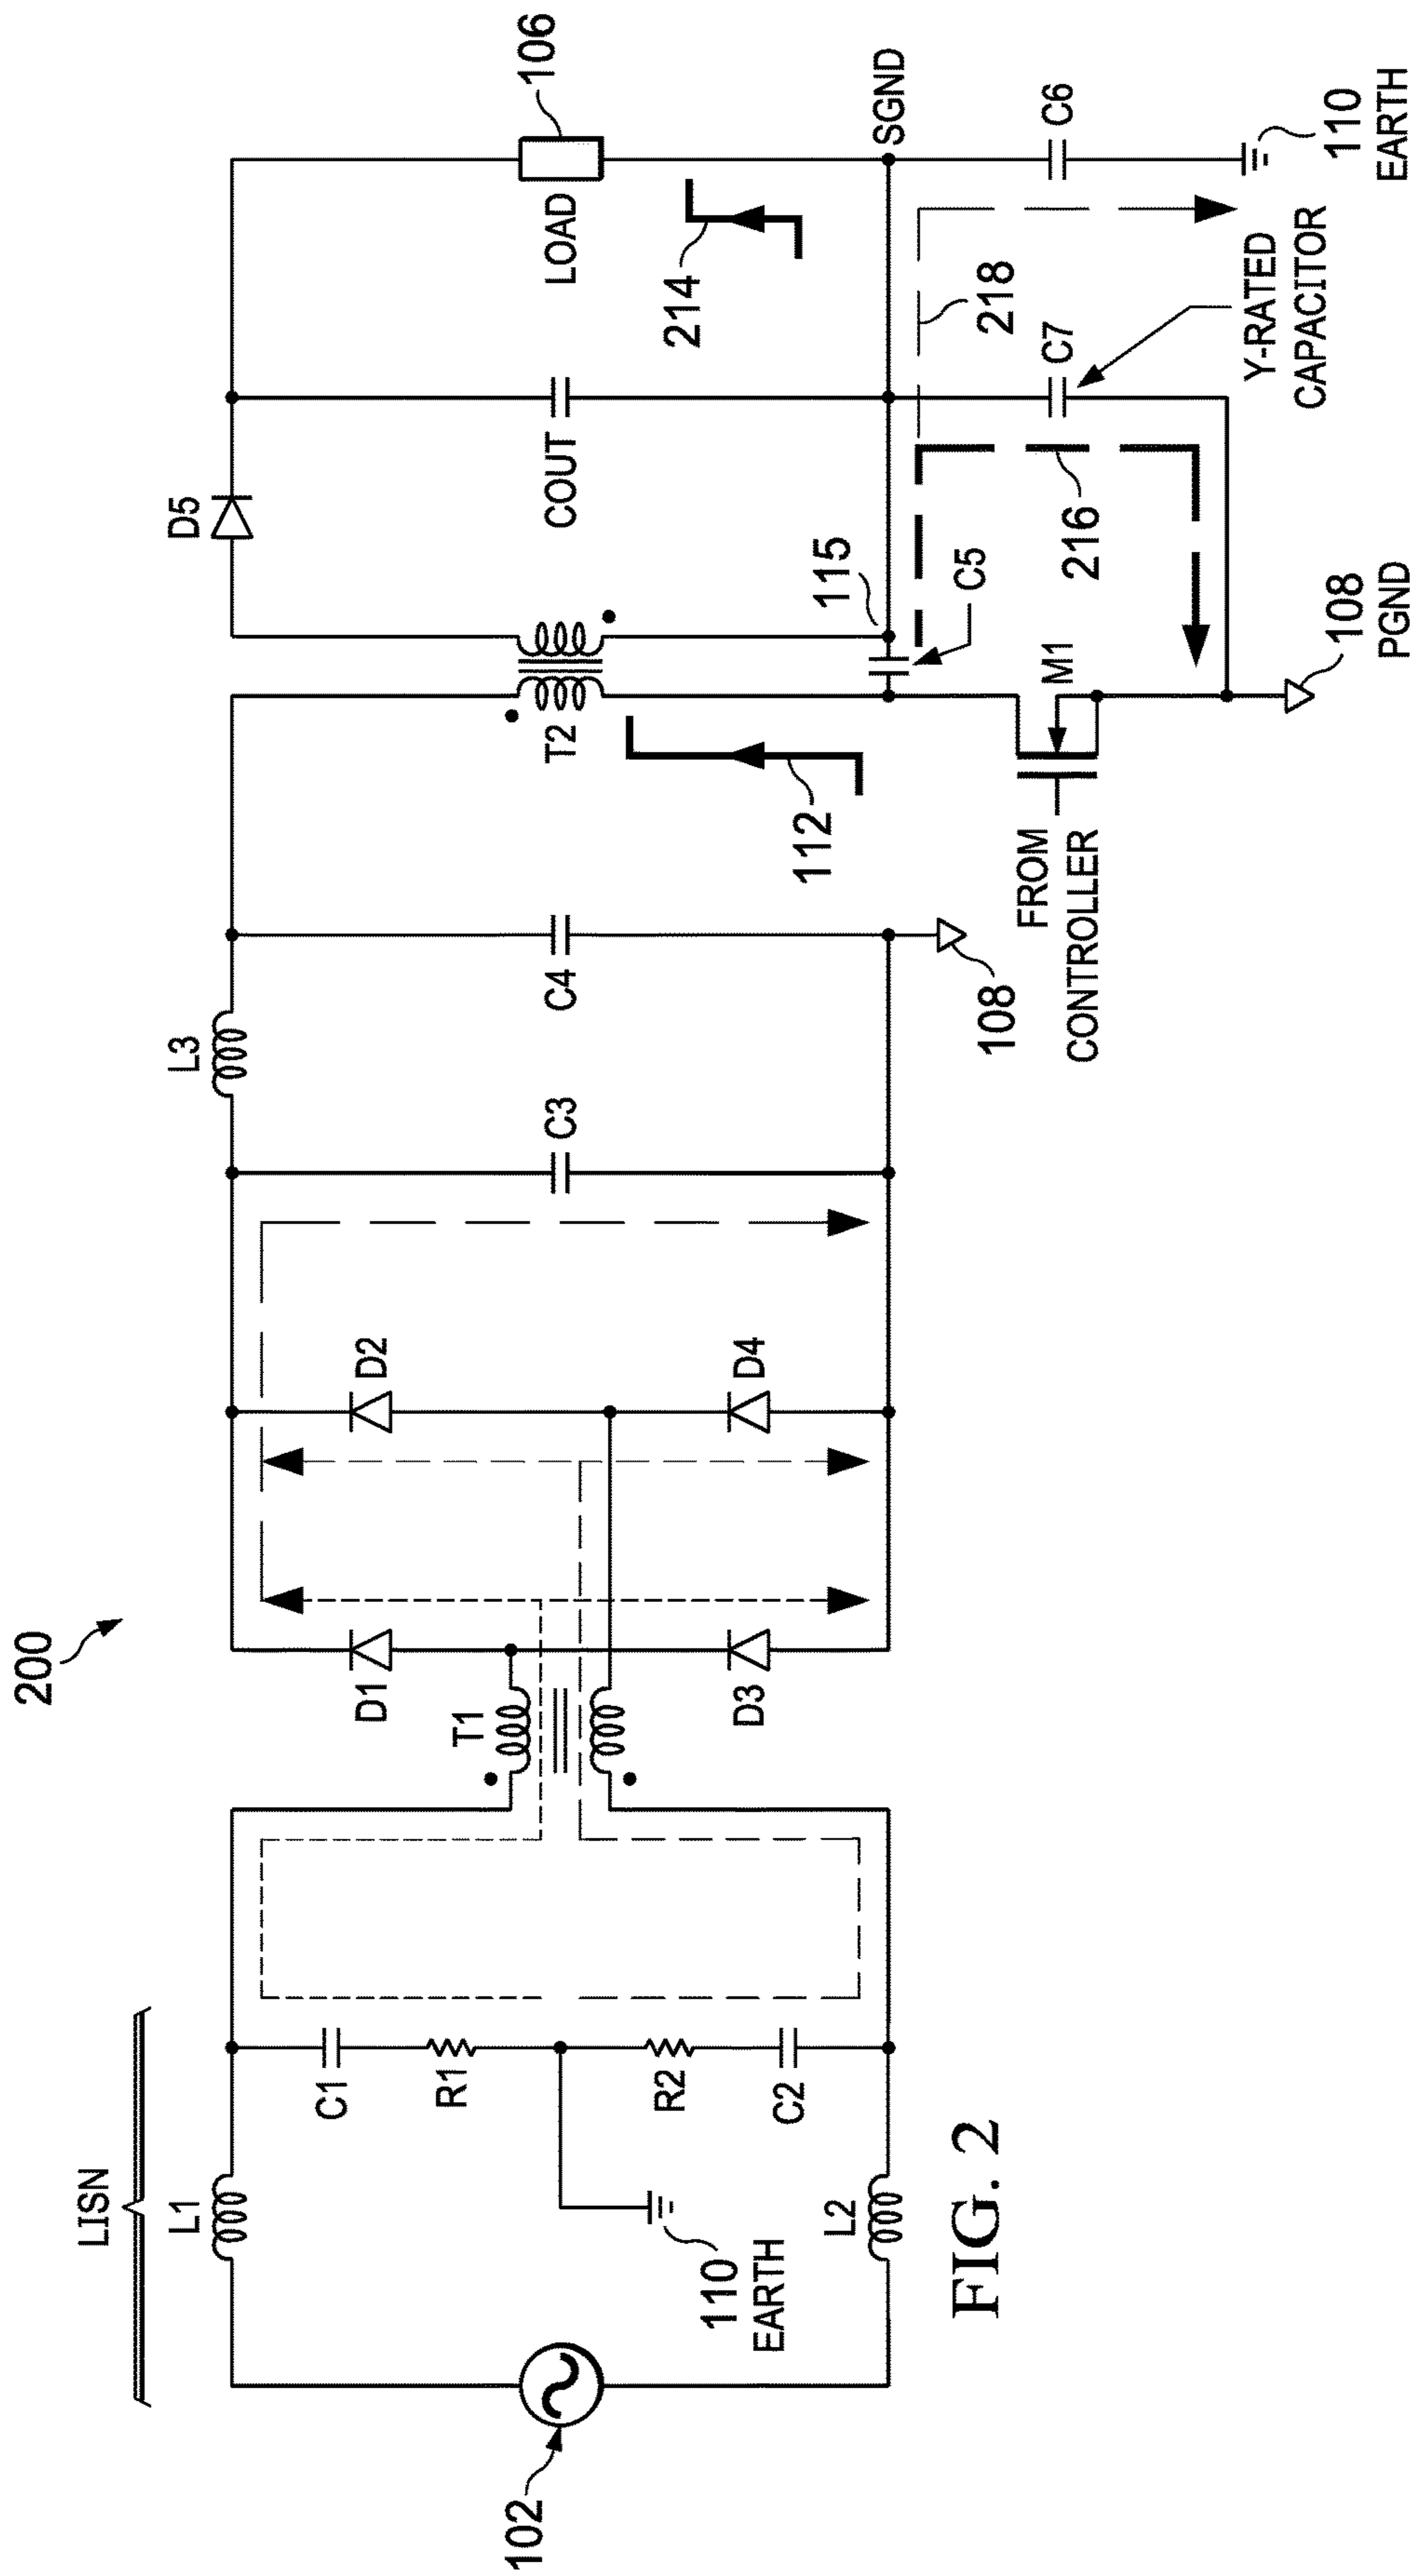 200
LISN
L1
C1
R1
R2
C2
L2
102
110
EARTH
T1
D1
D2
D3
D4
L3
C3
C4
108
112
T2
D5
COUT
LOAD
106
214
115
C5
SGND
218
216
C7
C6
Y-RATED
CAPACITOR
110
EARTH
M1
FROM
CONTROLLER
108
PGND
FIG. 2